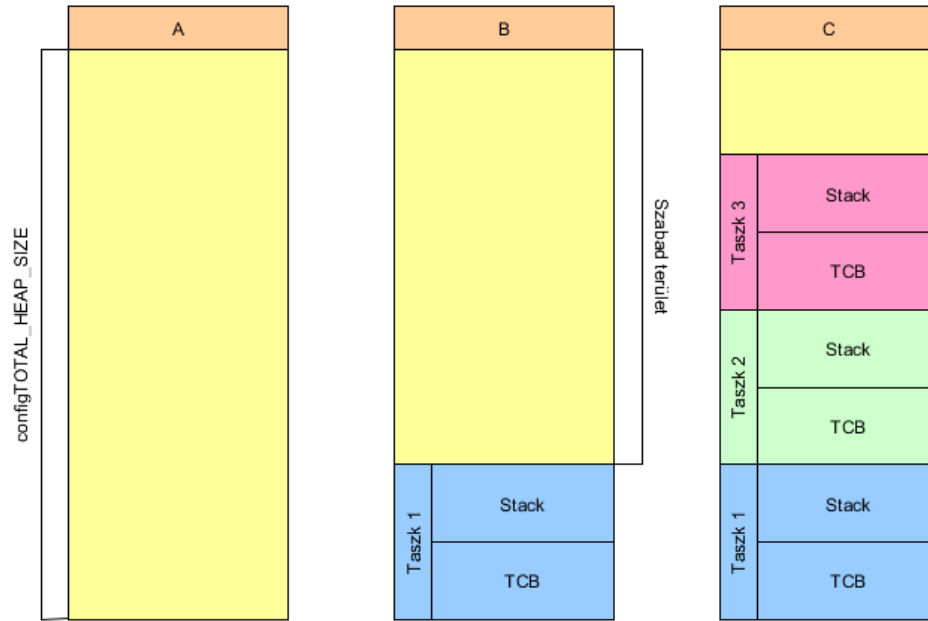 A
configTOTAL_HEAP_SIZE
B
Szabad terület
Taszk 1
Stack
TCB
C
Taszk 3
Stack
TCB
Taszk 2
Stack
TCB
Taszk 1
Stack
TCB